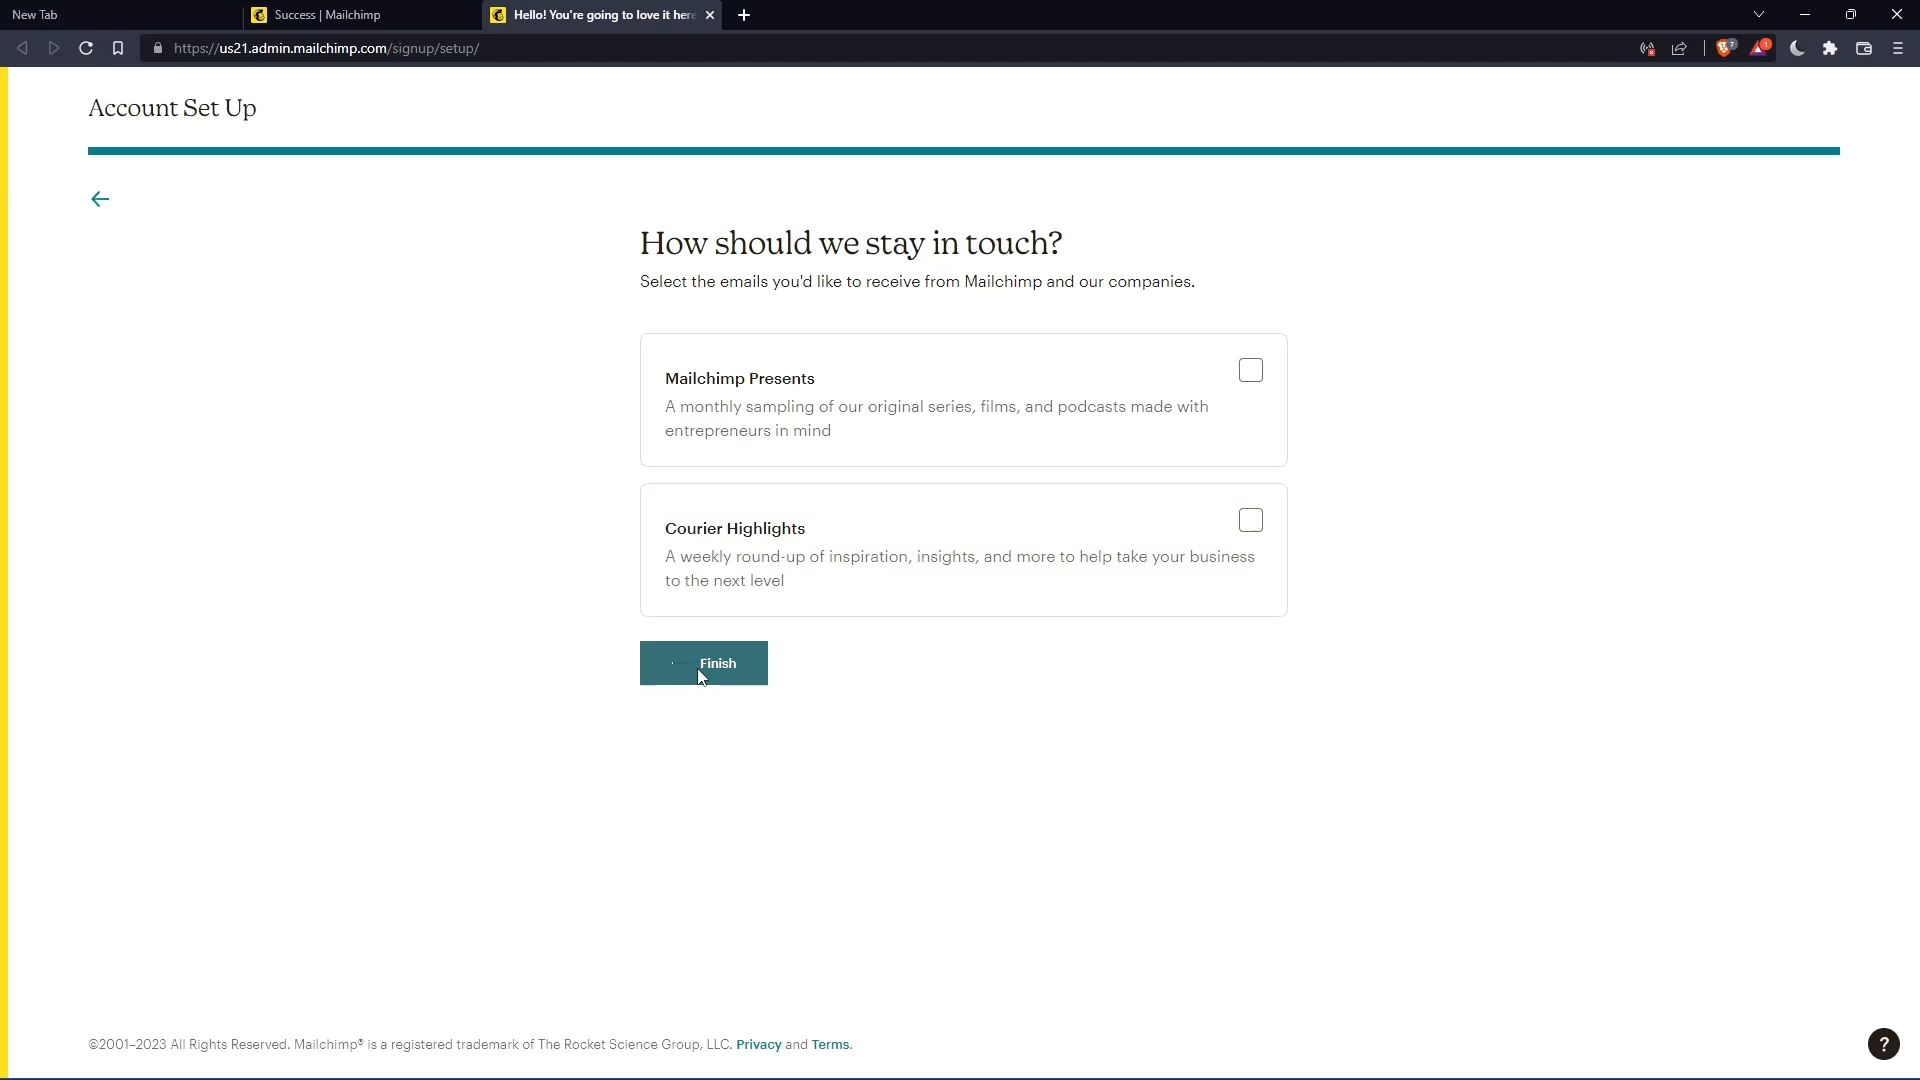 New Tab
Success | Mailchimp
Hello! You're going to love it here
https://us21.admin.mailchimp.com/signup/setup/
7
1
Account Set Up
How should we stay in touch?
Select the emails you'd like to receive from Mailchimp and our companies.
Mailchimp Presents
A monthly sampling of our original series, films, and podcasts made with
entrepreneurs in mind
Courier Highlights
A weekly round-up of inspiration, insights, and more to help take your business
to the next level
Finish
©2001–2023 All Rights Reserved. Mailchimp® is a registered trademark of The Rocket Science Group, LLC. Privacy and Terms.
?